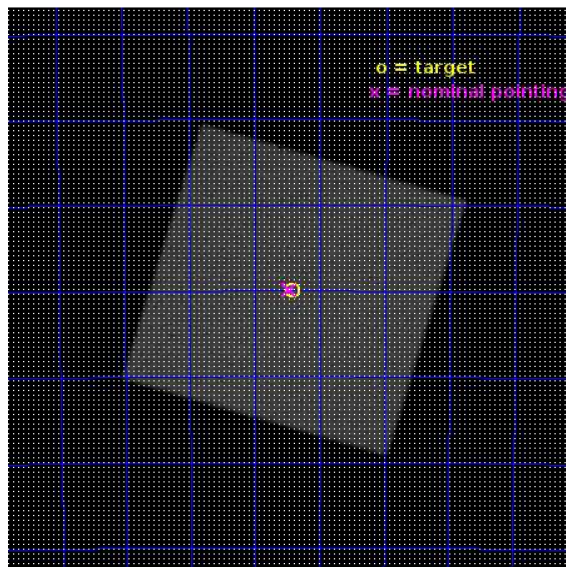 o = target
x = nominal pointing